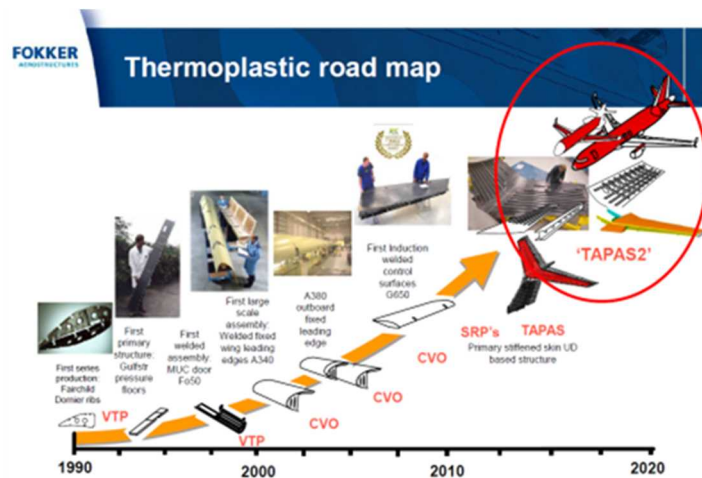 FOKKER
AEROSTRUCTURES
Thermoplastic road map
'TAPAS2'
First Induction
welded
control
surfaces
G650
A380
outboard
fixed
leading
edge
First large
scale
assembly:
Welded fixed
wing leading
edges A340
First
welded
assembly:
MUC door
Fo50
First
primary
structure:
Gulfstr
pressure
floors
First series
production:
Fairchild
Dornier ribs
SRP's
TAPAS
Primary stiffened skin UD
based structure
VTP
VTP
CVO
CVO
CVO
1990
2000
2010
2020